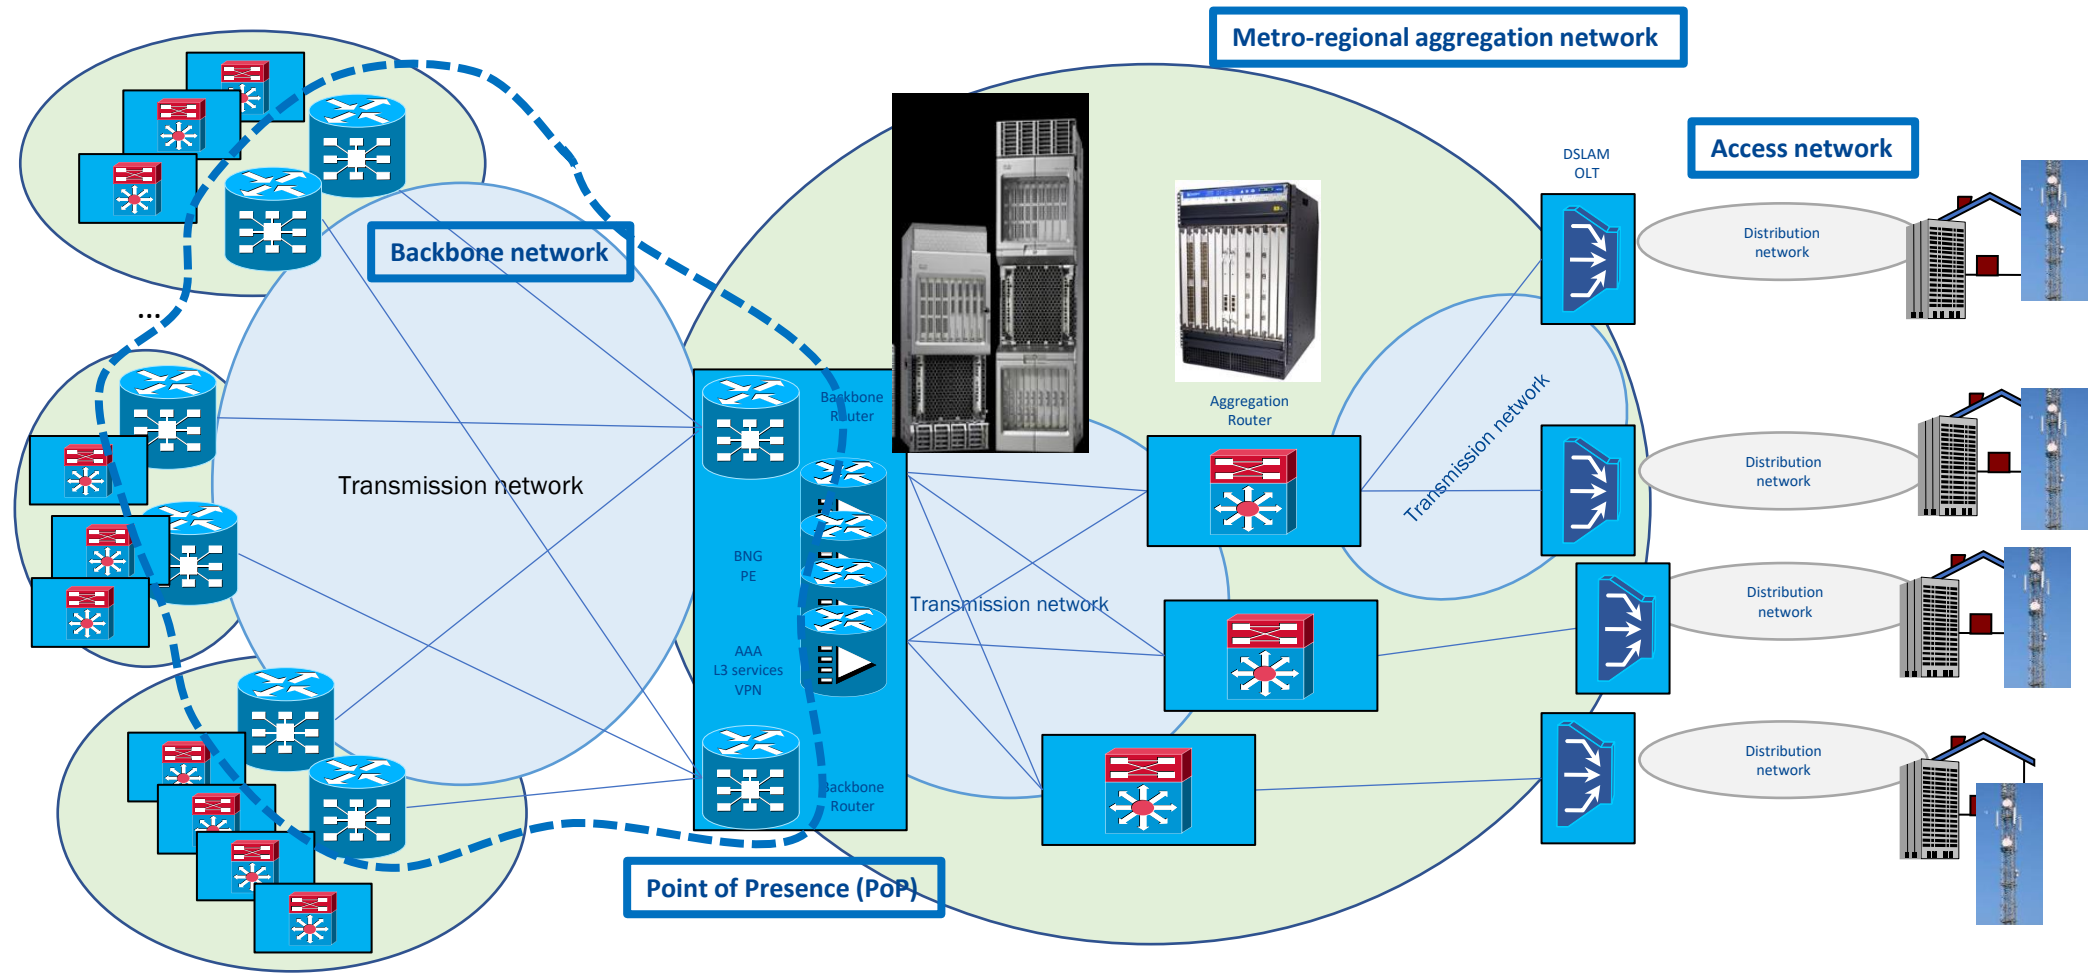 Metro-regional aggregation network
Access network
Backbone network
DSLAM
OLT
Distribution
network
...
Backbone
Router
Aggregation
Router
Transmission network
Distribution
network
Transmission network
BNG
PE
Transmission network
Distribution
network
AAA
L3 services
VPN
Distribution
network
Backbone
Router
Point of Presence (PoP)